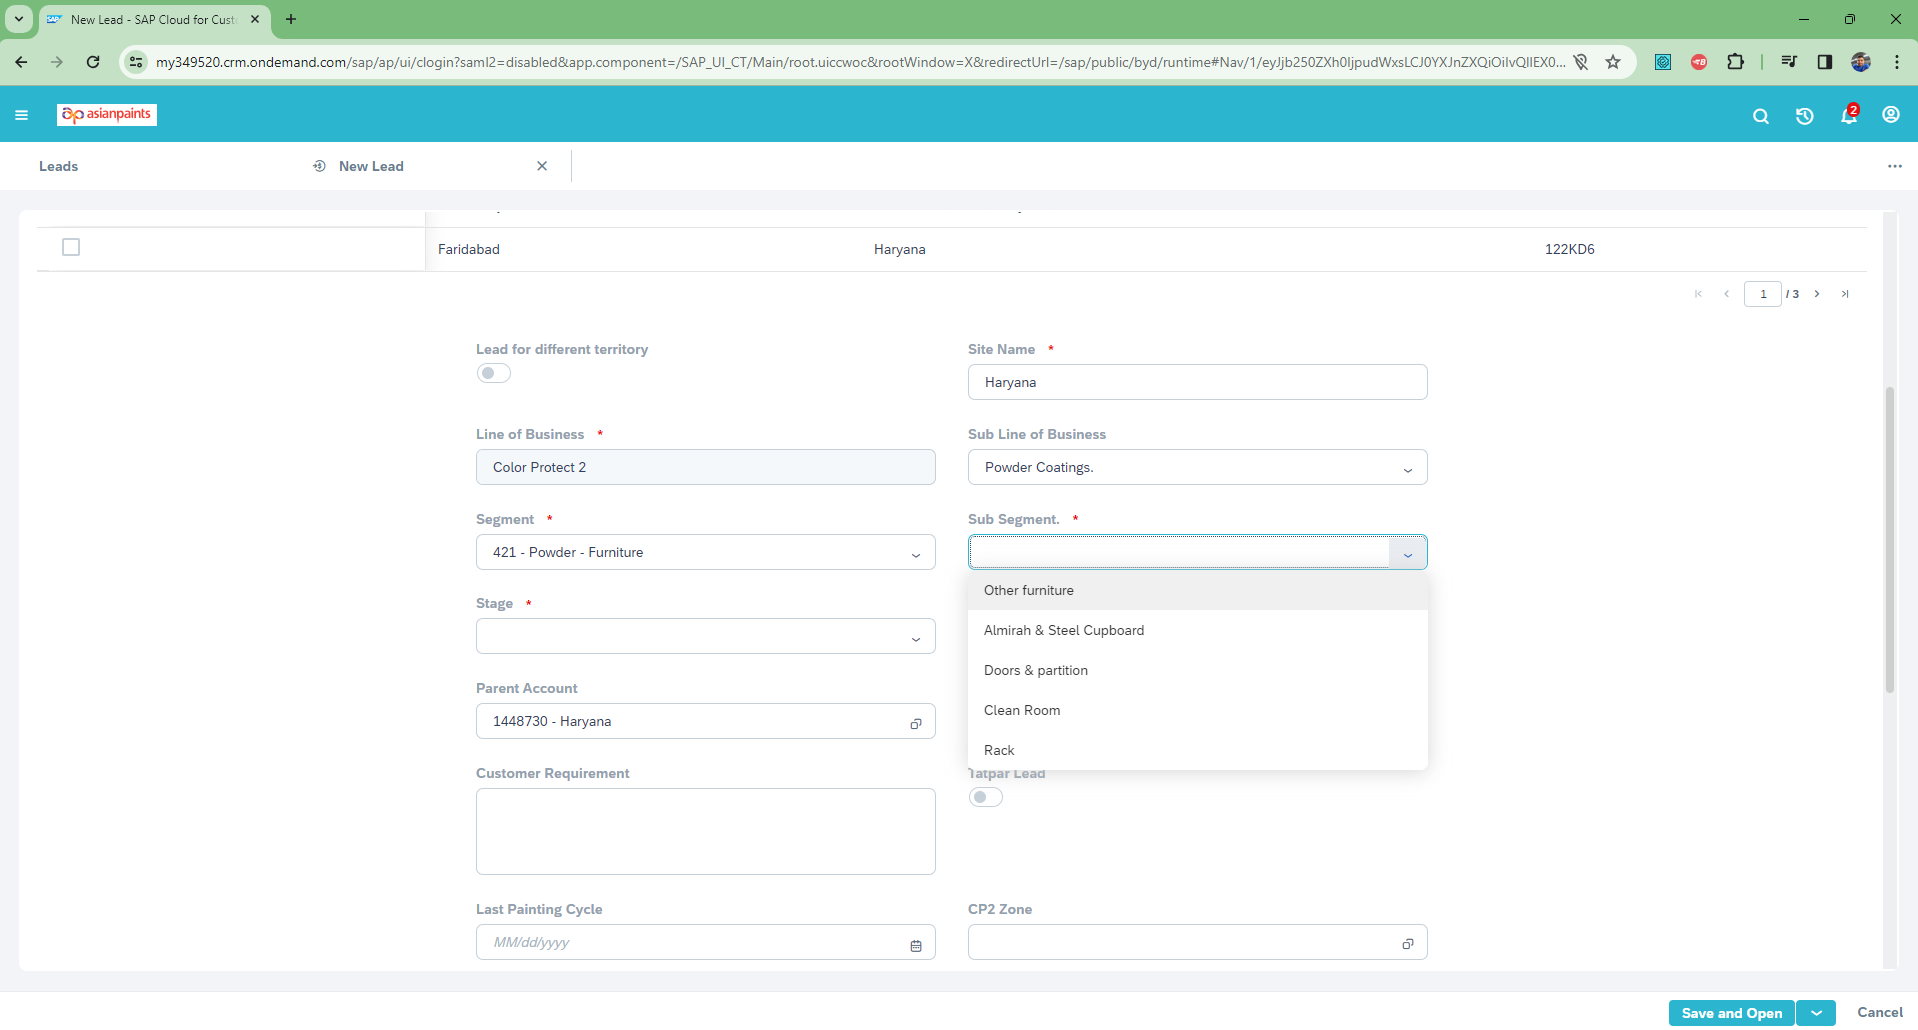 New Lead - SAP Cloud for Cust
my349520.crm.ondemand.com/sap/ap/ui/clogin?saml2=disabled&app.component=/SAP_UI_CT/Main/root.uiccwoc&rootWindow=X&redirectUrl=/sap/public/byd/runtime#Nav/1/eyJjb250ZXh0IjpudWxsLCJ0YXJnZXQiOiIvQllEX0...
asianpaints
2
Leads
New Lead
Faridabad Haryana 122KD6
1 / 3
Lead for different territory
Site Name *
Haryana
Line of Business *
Sub Line of Business
Color Protect 2
Powder Coatings.
Segment *
Sub Segment. *
421 - Powder - Furniture
Other furniture
Stage *
Almirah & Steel Cupboard
Doors & partition
Parent Account
Clean Room
1448730 - Haryana
Rack
Customer Requirement
Tatpar Lead
Last Painting Cycle
CP2 Zone
MM/dd/yyyy
Save and Open
Cancel